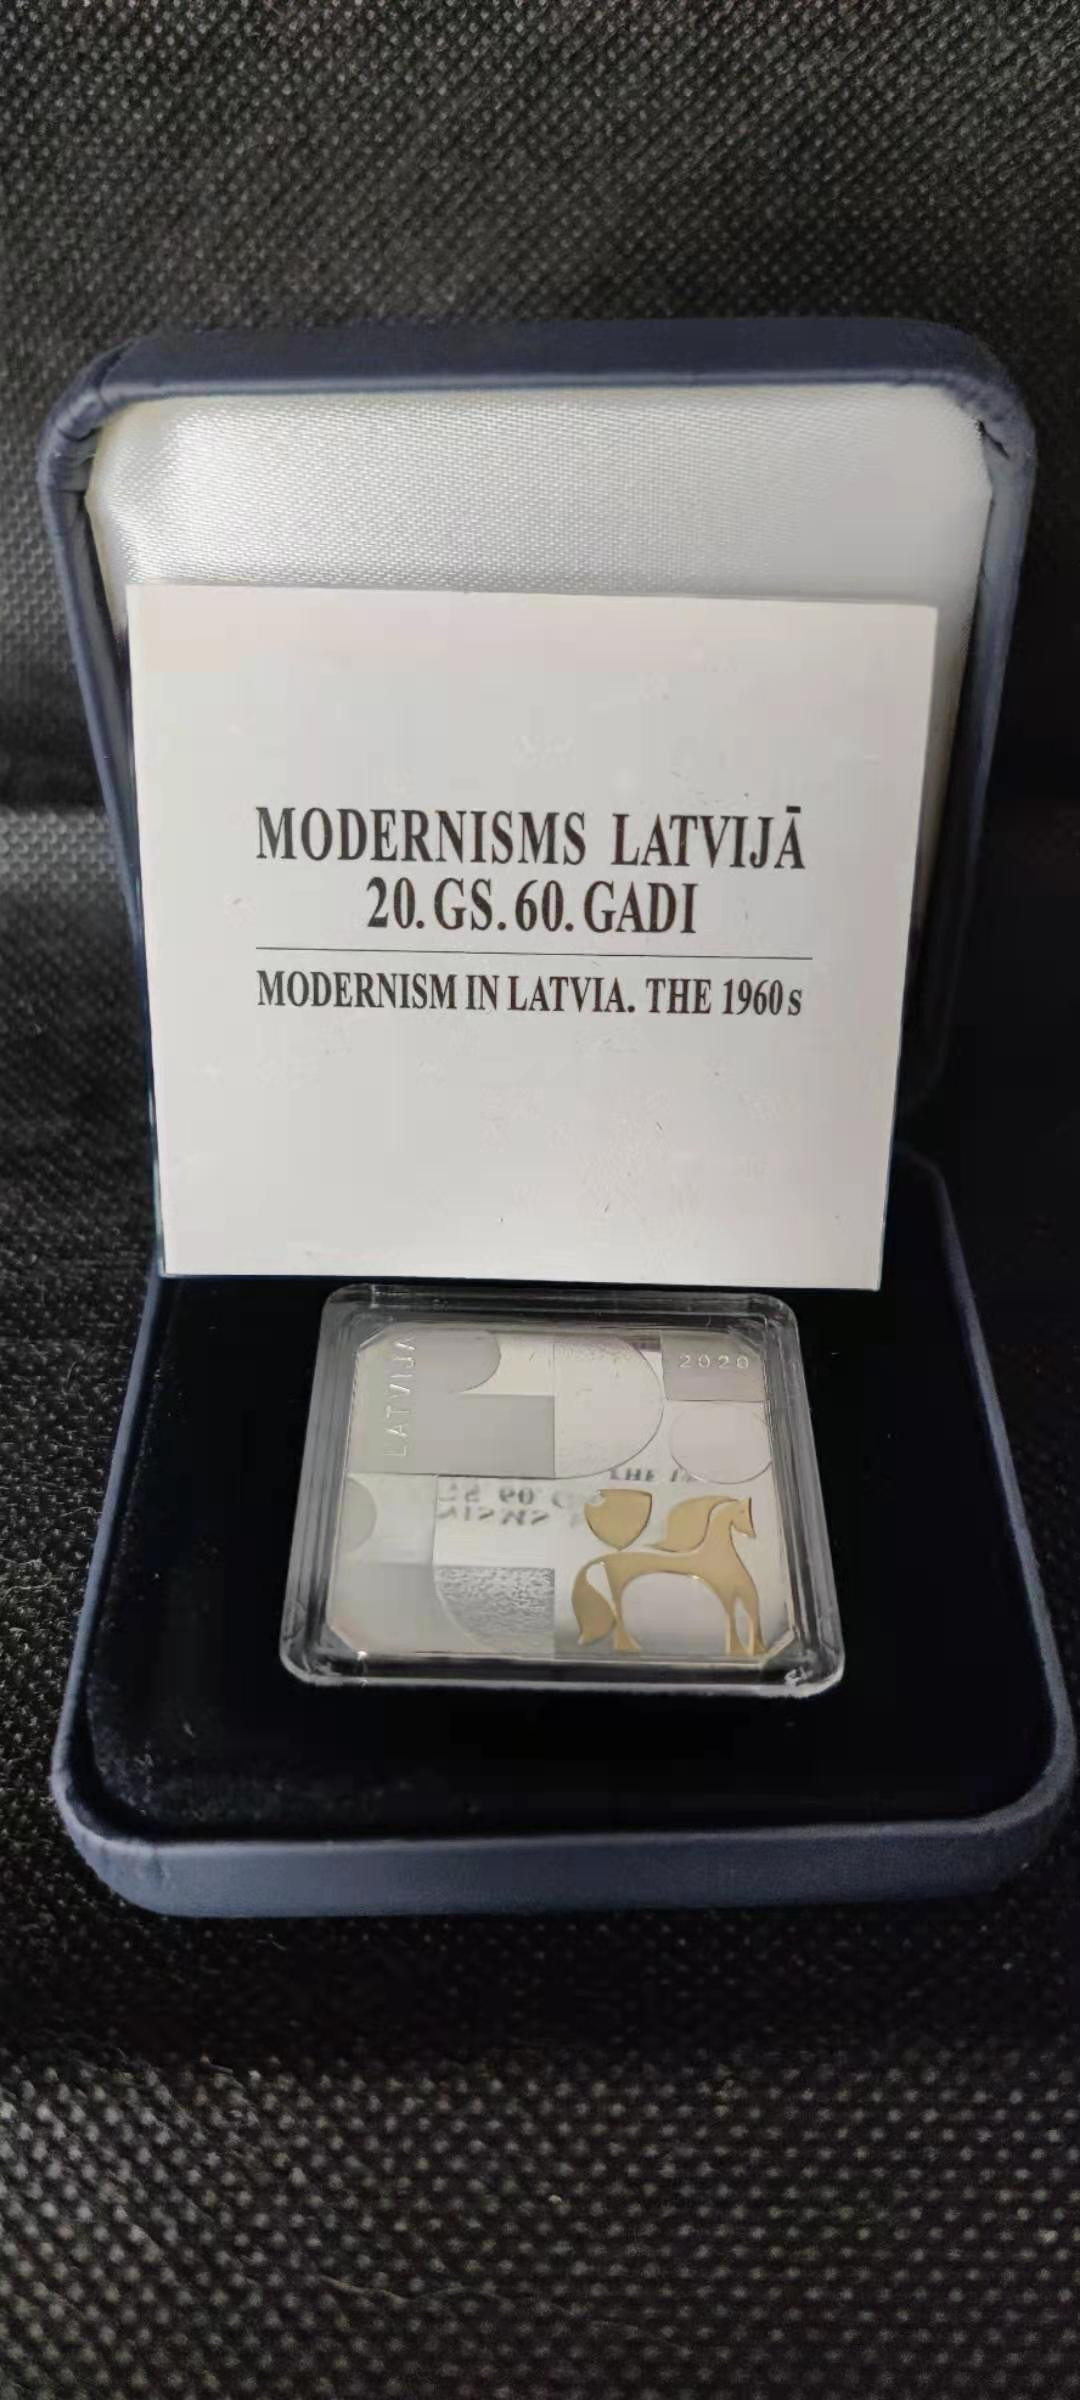 MODERNISMS LATVIJĀ
20. GS. 60. GADI
MODERNISM IN LATVIA. THE 1960s
LATVIJA
2020